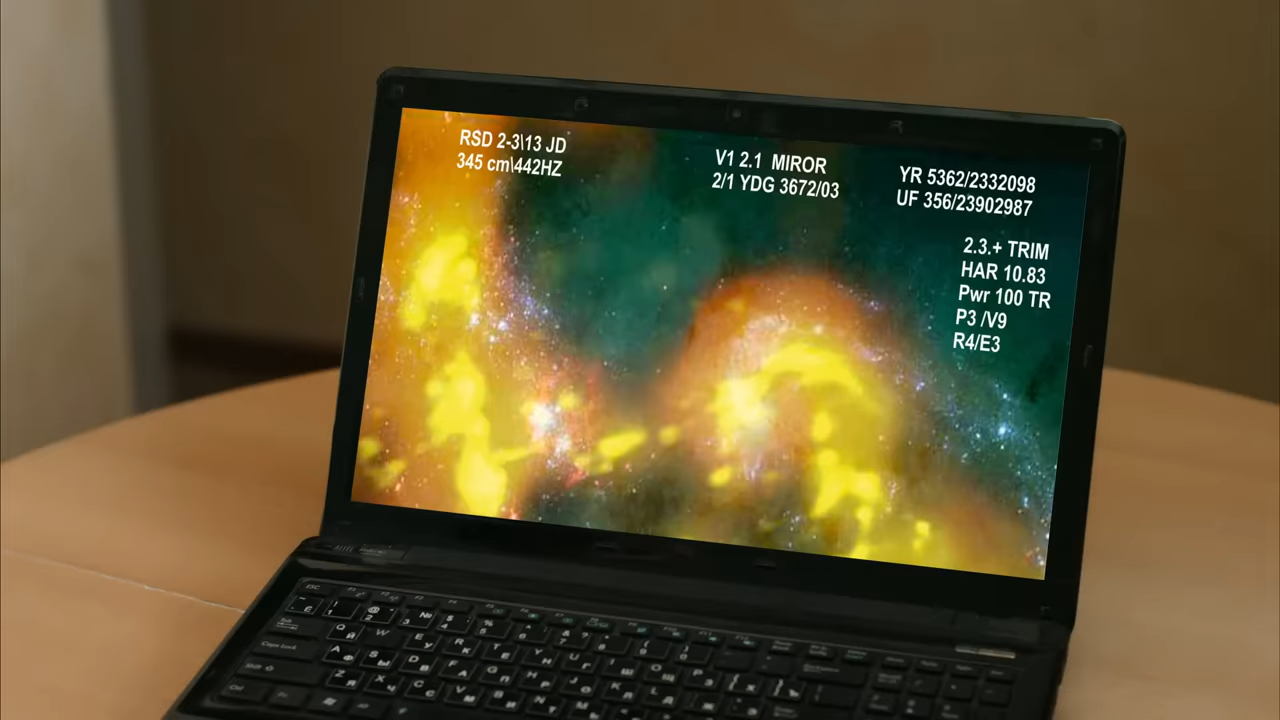 RSD 2-3\13 JD
345 cm\442HZ
V1 2.1 MIROR
2/1 YDG 3672/03
YR 5362/2332098
UF 356/23902987
2.3.+ TRIM
HAR 10.83
Pwr 100 TR
P3 /V9
R4/E3